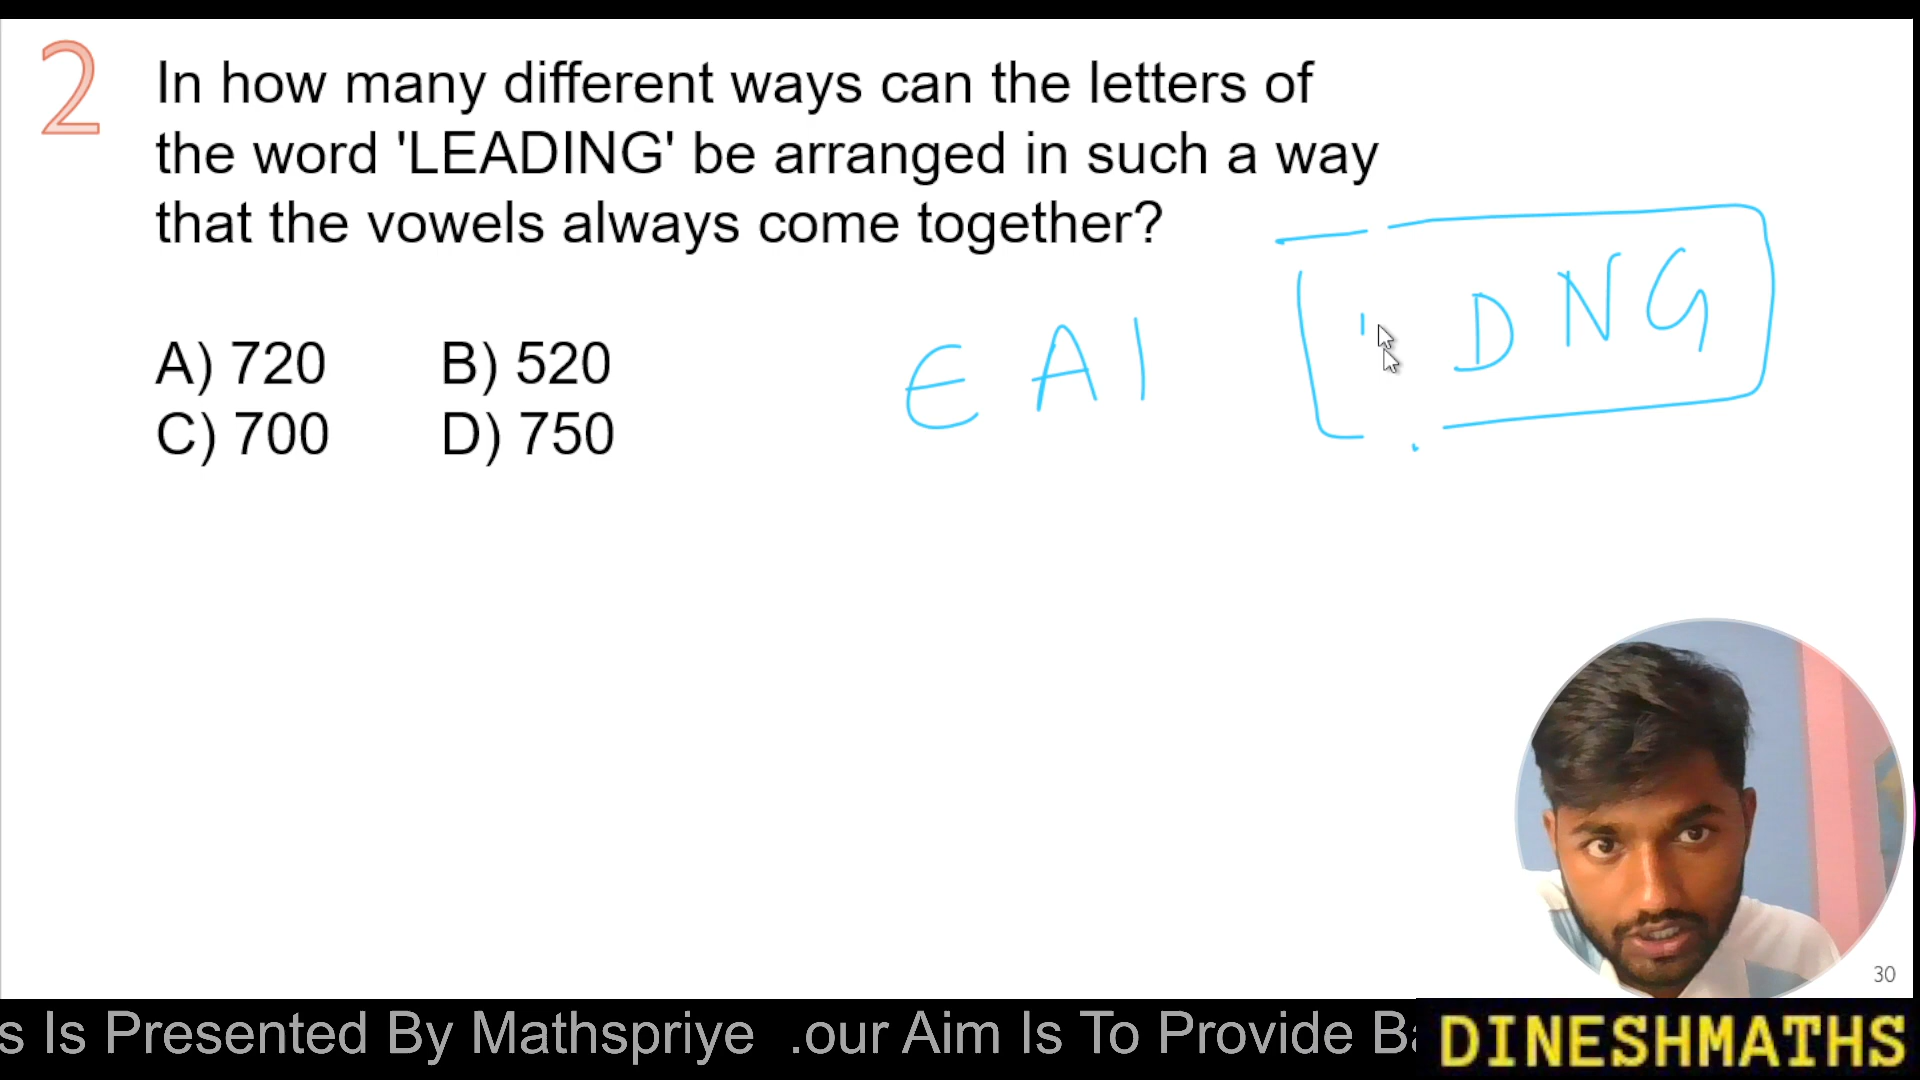 2
In how many different ways can the letters of
the word 'LEADING' be arranged in such a way
that the vowels always come together?
A) 720 B) 520
C) 700 D) 750
E A I
D N G
30
s Is Presented By Mathspriye .our Aim Is To Provide
DINESHMATHS